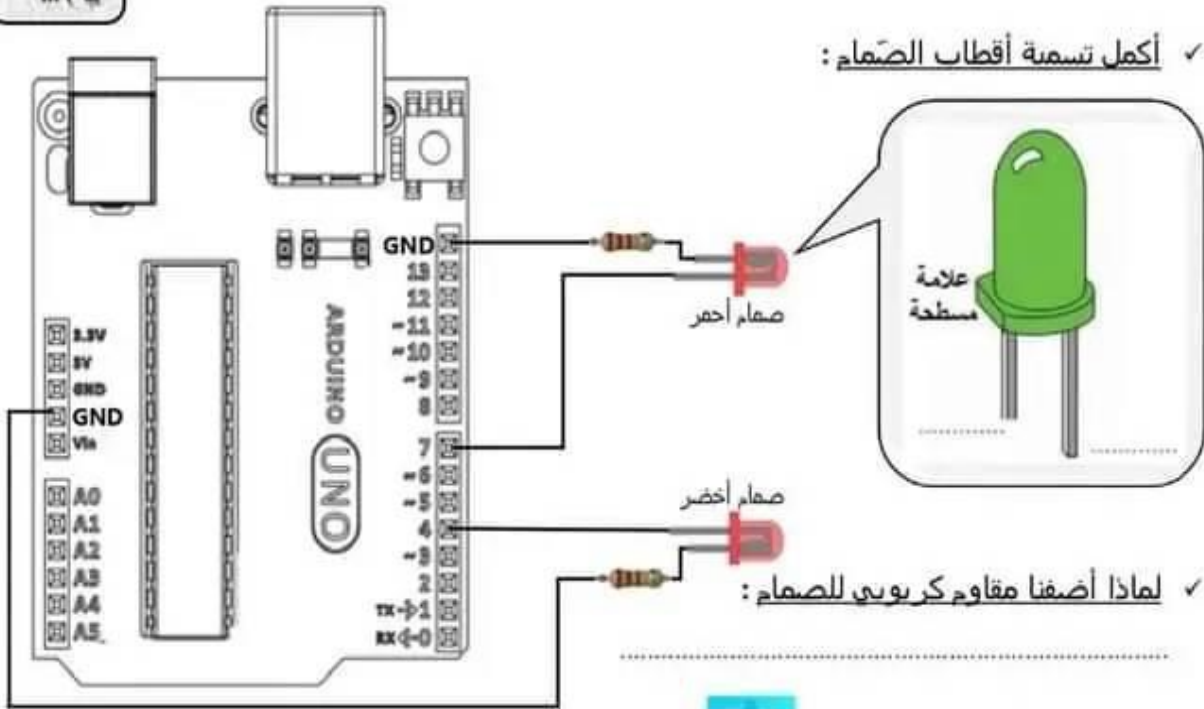 ✓ أكمل تسمية أقطاب الصّمام :
علامة
مسطحة
....................
....................
صمام أحمر
صمام أخضر
✓ لماذا أضفنا مقاوم كربوني للصمام :
................................................................
GND
13
12
~11
~10
~9
8
7
~6
~5
4
~3
2
TX→1
RX←0
3.3V
5V
GND
GND
Vin
A0
A1
A2
A3
A4
A5
ARDUINO
UNO